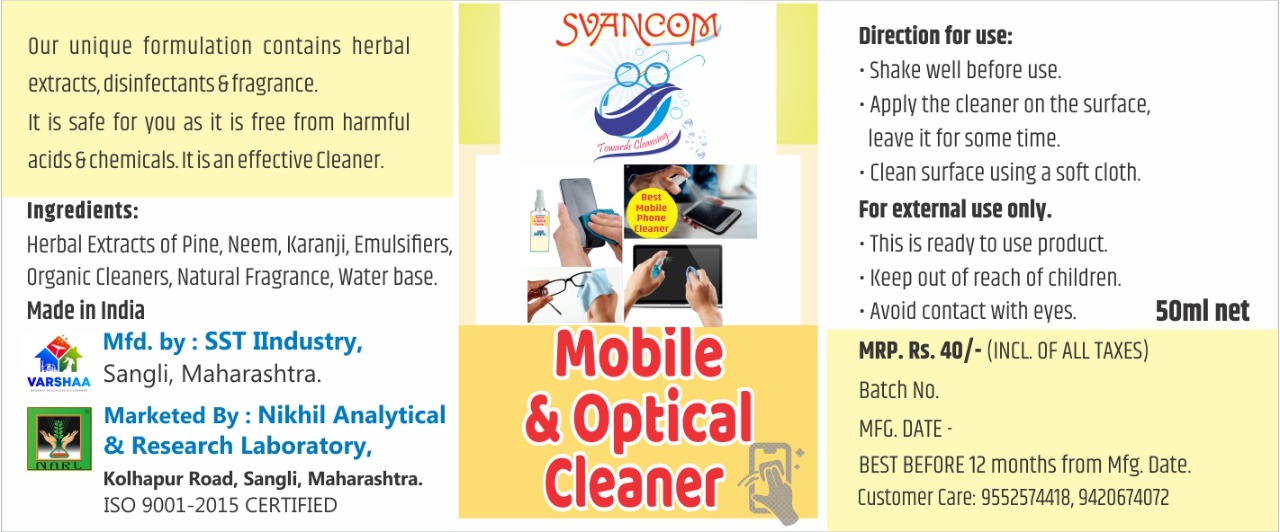 Our unique formulation contains herbal
extracts, disinfectants & fragrance.
It is safe for you as it is free from harmful
acids & chemicals. It is an effective Cleaner.
Ingredients:
Herbal Extracts of Pine, Neem, Karanji, Emulsifiers,
Organic Cleaners, Natural Fragrance, Water base.
Made in India
VARSHAA
Mfd. by : SST IIndustry,
Sangli, Maharashtra.
NARL
Marketed By : Nikhil Analytical
& Research Laboratory,
Kolhapur Road, Sangli, Maharashtra.
ISO 9001-2015 CERTIFIED
SVANCOM
Towards Cleansing...
Best
Mobile
Phone
Cleaner
Mobile
& Optical
Cleaner
Direction for use:
• Shake well before use.
• Apply the cleaner on the surface,
leave it for some time.
• Clean surface using a soft cloth.
For external use only.
• This is ready to use product.
• Keep out of reach of children.
• Avoid contact with eyes.
50ml net
MRP. Rs. 40/- (INCL. OF ALL TAXES)
Batch No.
MFG. DATE -
BEST BEFORE 12 months from Mfg. Date.
Customer Care: 9552574418, 9420674072